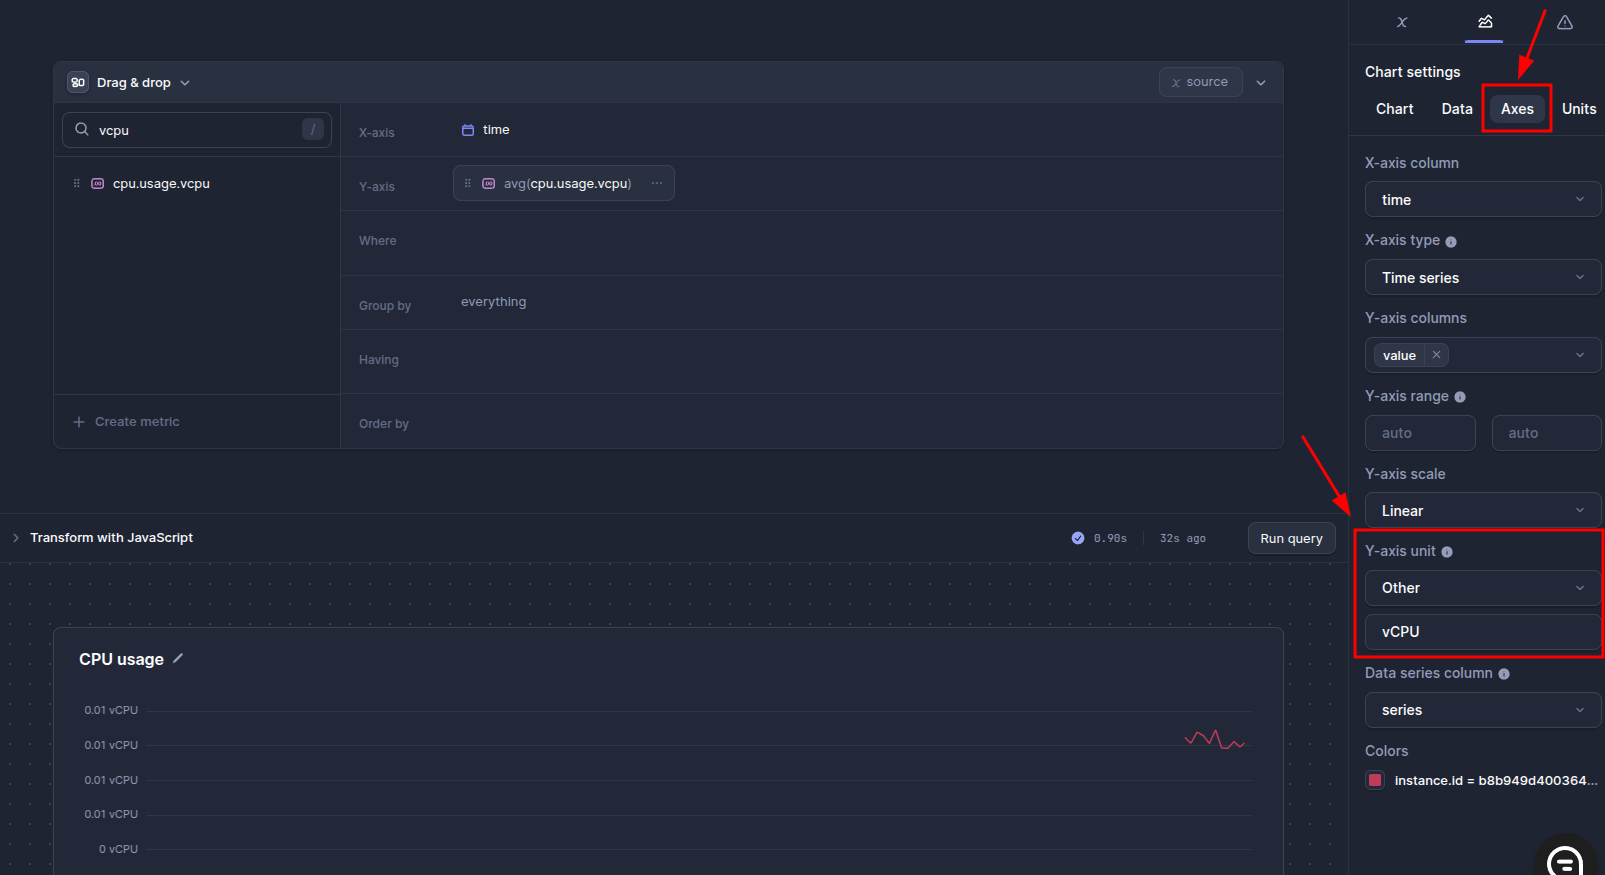 Drag & drop
x source
vcpu
/
cpu.usage.vcpu
Create metric
X-axis
time
Y-axis
avg(cpu.usage.vcpu)
Where
Group by
everything
Having
Order by
Transform with JavaScript
0.90s
32s ago
Run query
CPU usage
0.01 vCPU
0.01 vCPU
0.01 vCPU
0.01 vCPU
0 vCPU
x
Chart settings
Chart
Data
Axes
Units
X-axis column
time
X-axis type
Time series
Y-axis columns
value
Y-axis range
auto
auto
Y-axis scale
Linear
Y-axis unit
Other
vCPU
Data series column
series
Colors
instance.id = b8b949d400364...